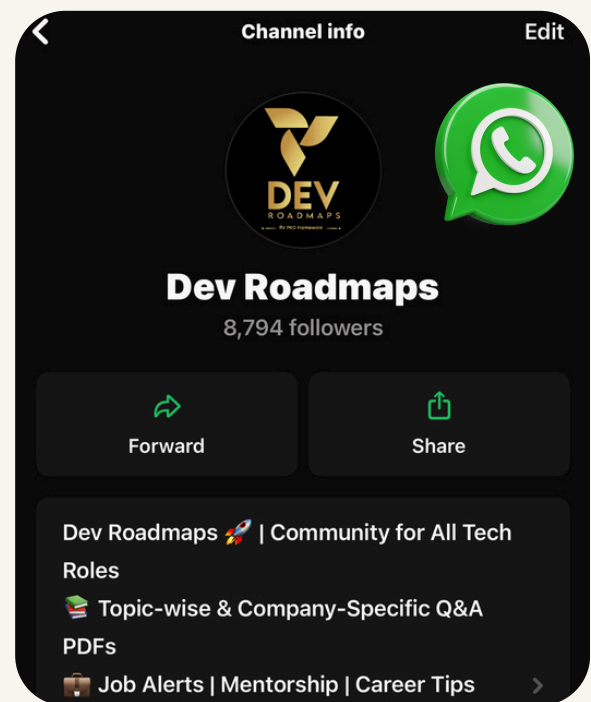 Channel info
Edit
DEV
ROADMAPS
Dev Roadmaps
8,794 followers
Forward
Share
Dev Roadmaps 🚀 | Community for All Tech
Roles
📚 Topic-wise & Company-Specific Q&A
PDFs
💼 Job Alerts | Mentorship | Career Tips